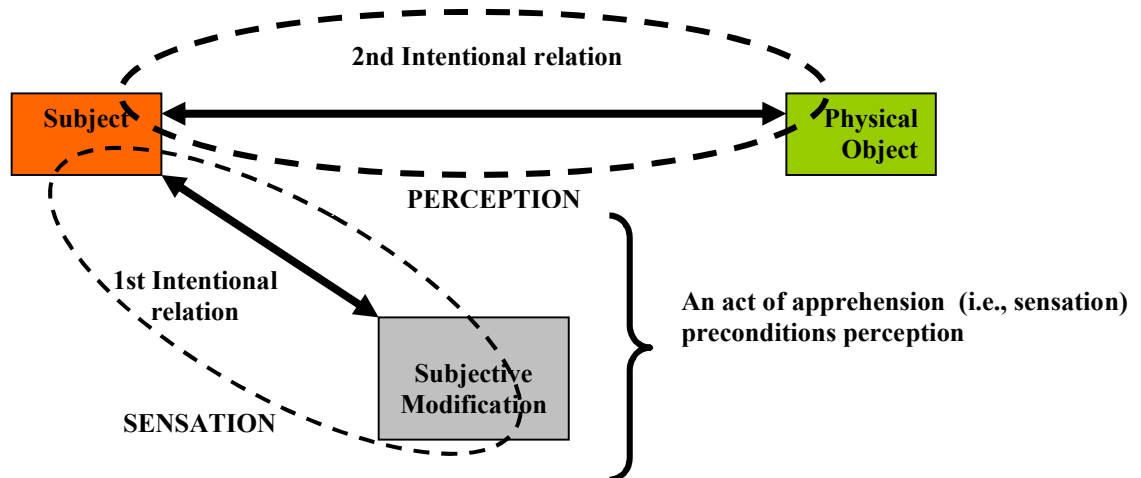 2nd Intentional relation
Subject
Physical
Object
PERCEPTION
1st Intentional
relation
An act of apprehension (i.e., sensation)
preconditions perception
Subjective
Modification
SENSATION